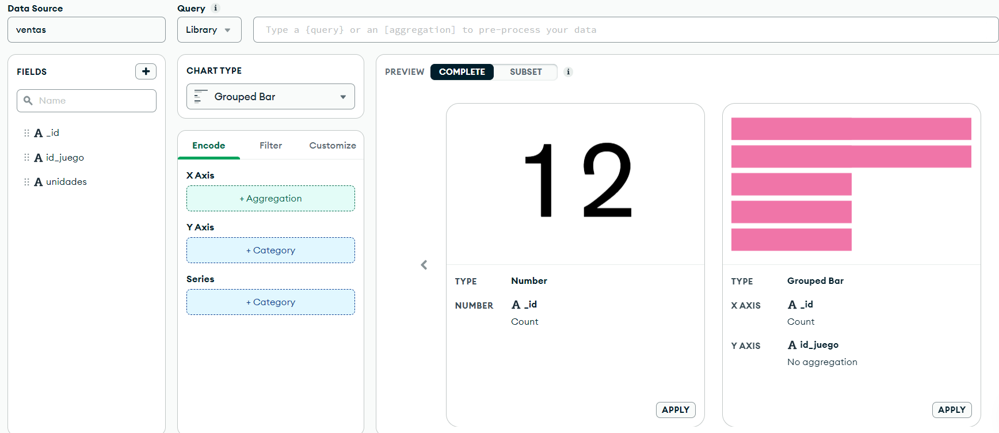 Data Source
ventas
Query i
Library
Type a {query} or an [aggregation] to pre-process your data
FIELDS
+
Name
A _id
A id_juego
A unidades
CHART TYPE
Grouped Bar
Encode Filter Customize
X Axis
+ Aggregation
Y Axis
+ Category
Series
+ Category
PREVIEW COMPLETE SUBSET i
12
TYPE Number
NUMBER A _id
Count
APPLY
TYPE Grouped Bar
X AXIS A _id
Count
Y AXIS A id_juego
No aggregation
APPLY